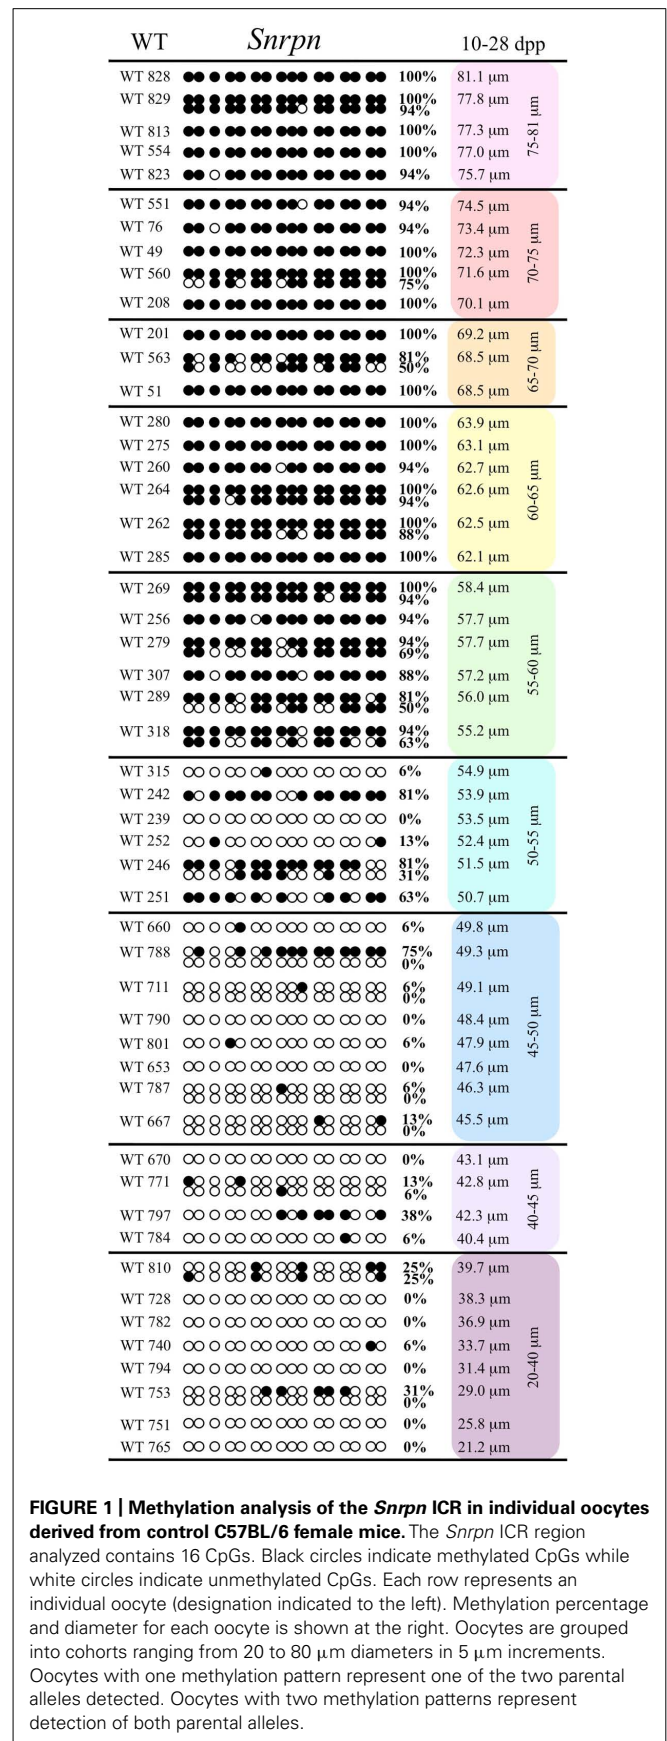 WT Snrpn 10-28 dpp
WT 828 100% 81.1 µm
WT 829 100% 77.8 µm
94%
WT 813 100% 77.3 µm
WT 554 100% 77.0 µm
WT 823 94% 75.7 µm
75-81 µm
WT 551 94% 74.5 µm
WT 76 94% 73.4 µm
WT 49 100% 72.3 µm
WT 560 100% 71.6 µm
75%
WT 208 100% 70.1 µm
70-75 µm
WT 201 100% 69.2 µm
WT 563 81% 68.5 µm
50%
WT 51 100% 68.5 µm
65-70 µm
WT 280 100% 63.9 µm
WT 275 100% 63.1 µm
WT 260 94% 62.7 µm
WT 264 100% 62.6 µm
94%
WT 262 100% 62.5 µm
88%
WT 285 100% 62.1 µm
60-65 µm
WT 269 100% 58.4 µm
94%
WT 256 94% 57.7 µm
WT 279 94% 57.7 µm
69%
WT 307 88% 57.2 µm
WT 289 81% 56.0 µm
50%
WT 318 94% 55.2 µm
63%
55-60 µm
WT 315 6% 54.9 µm
WT 242 81% 53.9 µm
WT 239 0% 53.5 µm
WT 252 13% 52.4 µm
WT 246 81% 51.5 µm
31%
WT 251 63% 50.7 µm
50-55 µm
WT 660 6% 49.8 µm
WT 788 75% 49.3 µm
0%
WT 711 6% 49.1 µm
0%
WT 790 0% 48.4 µm
WT 801 6% 47.9 µm
WT 653 0% 47.6 µm
WT 787 6% 46.3 µm
0%
WT 667 13% 45.5 µm
0%
45-50 µm
WT 670 0% 43.1 µm
WT 771 13% 42.8 µm
6%
WT 797 38% 42.3 µm
WT 784 6% 40.4 µm
40-45 µm
WT 810 25% 39.7 µm
25%
WT 728 0% 38.3 µm
WT 782 0% 36.9 µm
WT 740 6% 33.7 µm
WT 794 0% 31.4 µm
WT 753 31% 29.0 µm
0%
WT 751 0% 25.8 µm
WT 765 0% 21.2 µm
20-40 µm
FIGURE 1 | Methylation analysis of the Snrpn ICR in individual oocytes
derived from control C57BL/6 female mice. The Snrpn ICR region
analyzed contains 16 CpGs. Black circles indicate methylated CpGs while
white circles indicate unmethylated CpGs. Each row represents an
individual oocyte (designation indicated to the left). Methylation percentage
and diameter for each oocyte is shown at the right. Oocytes are grouped
into cohorts ranging from 20 to 80 µm diameters in 5 µm increments.
Oocytes with one methylation pattern represent one of the two parental
alleles detected. Oocytes with two methylation patterns represent
detection of both parental alleles.